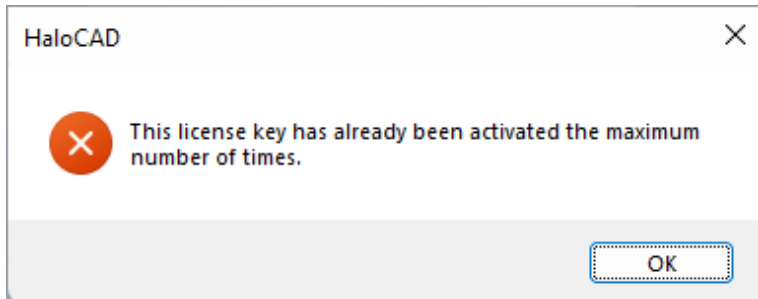 HaloCAD
This license key has already been activated the maximum
number of times.
OK